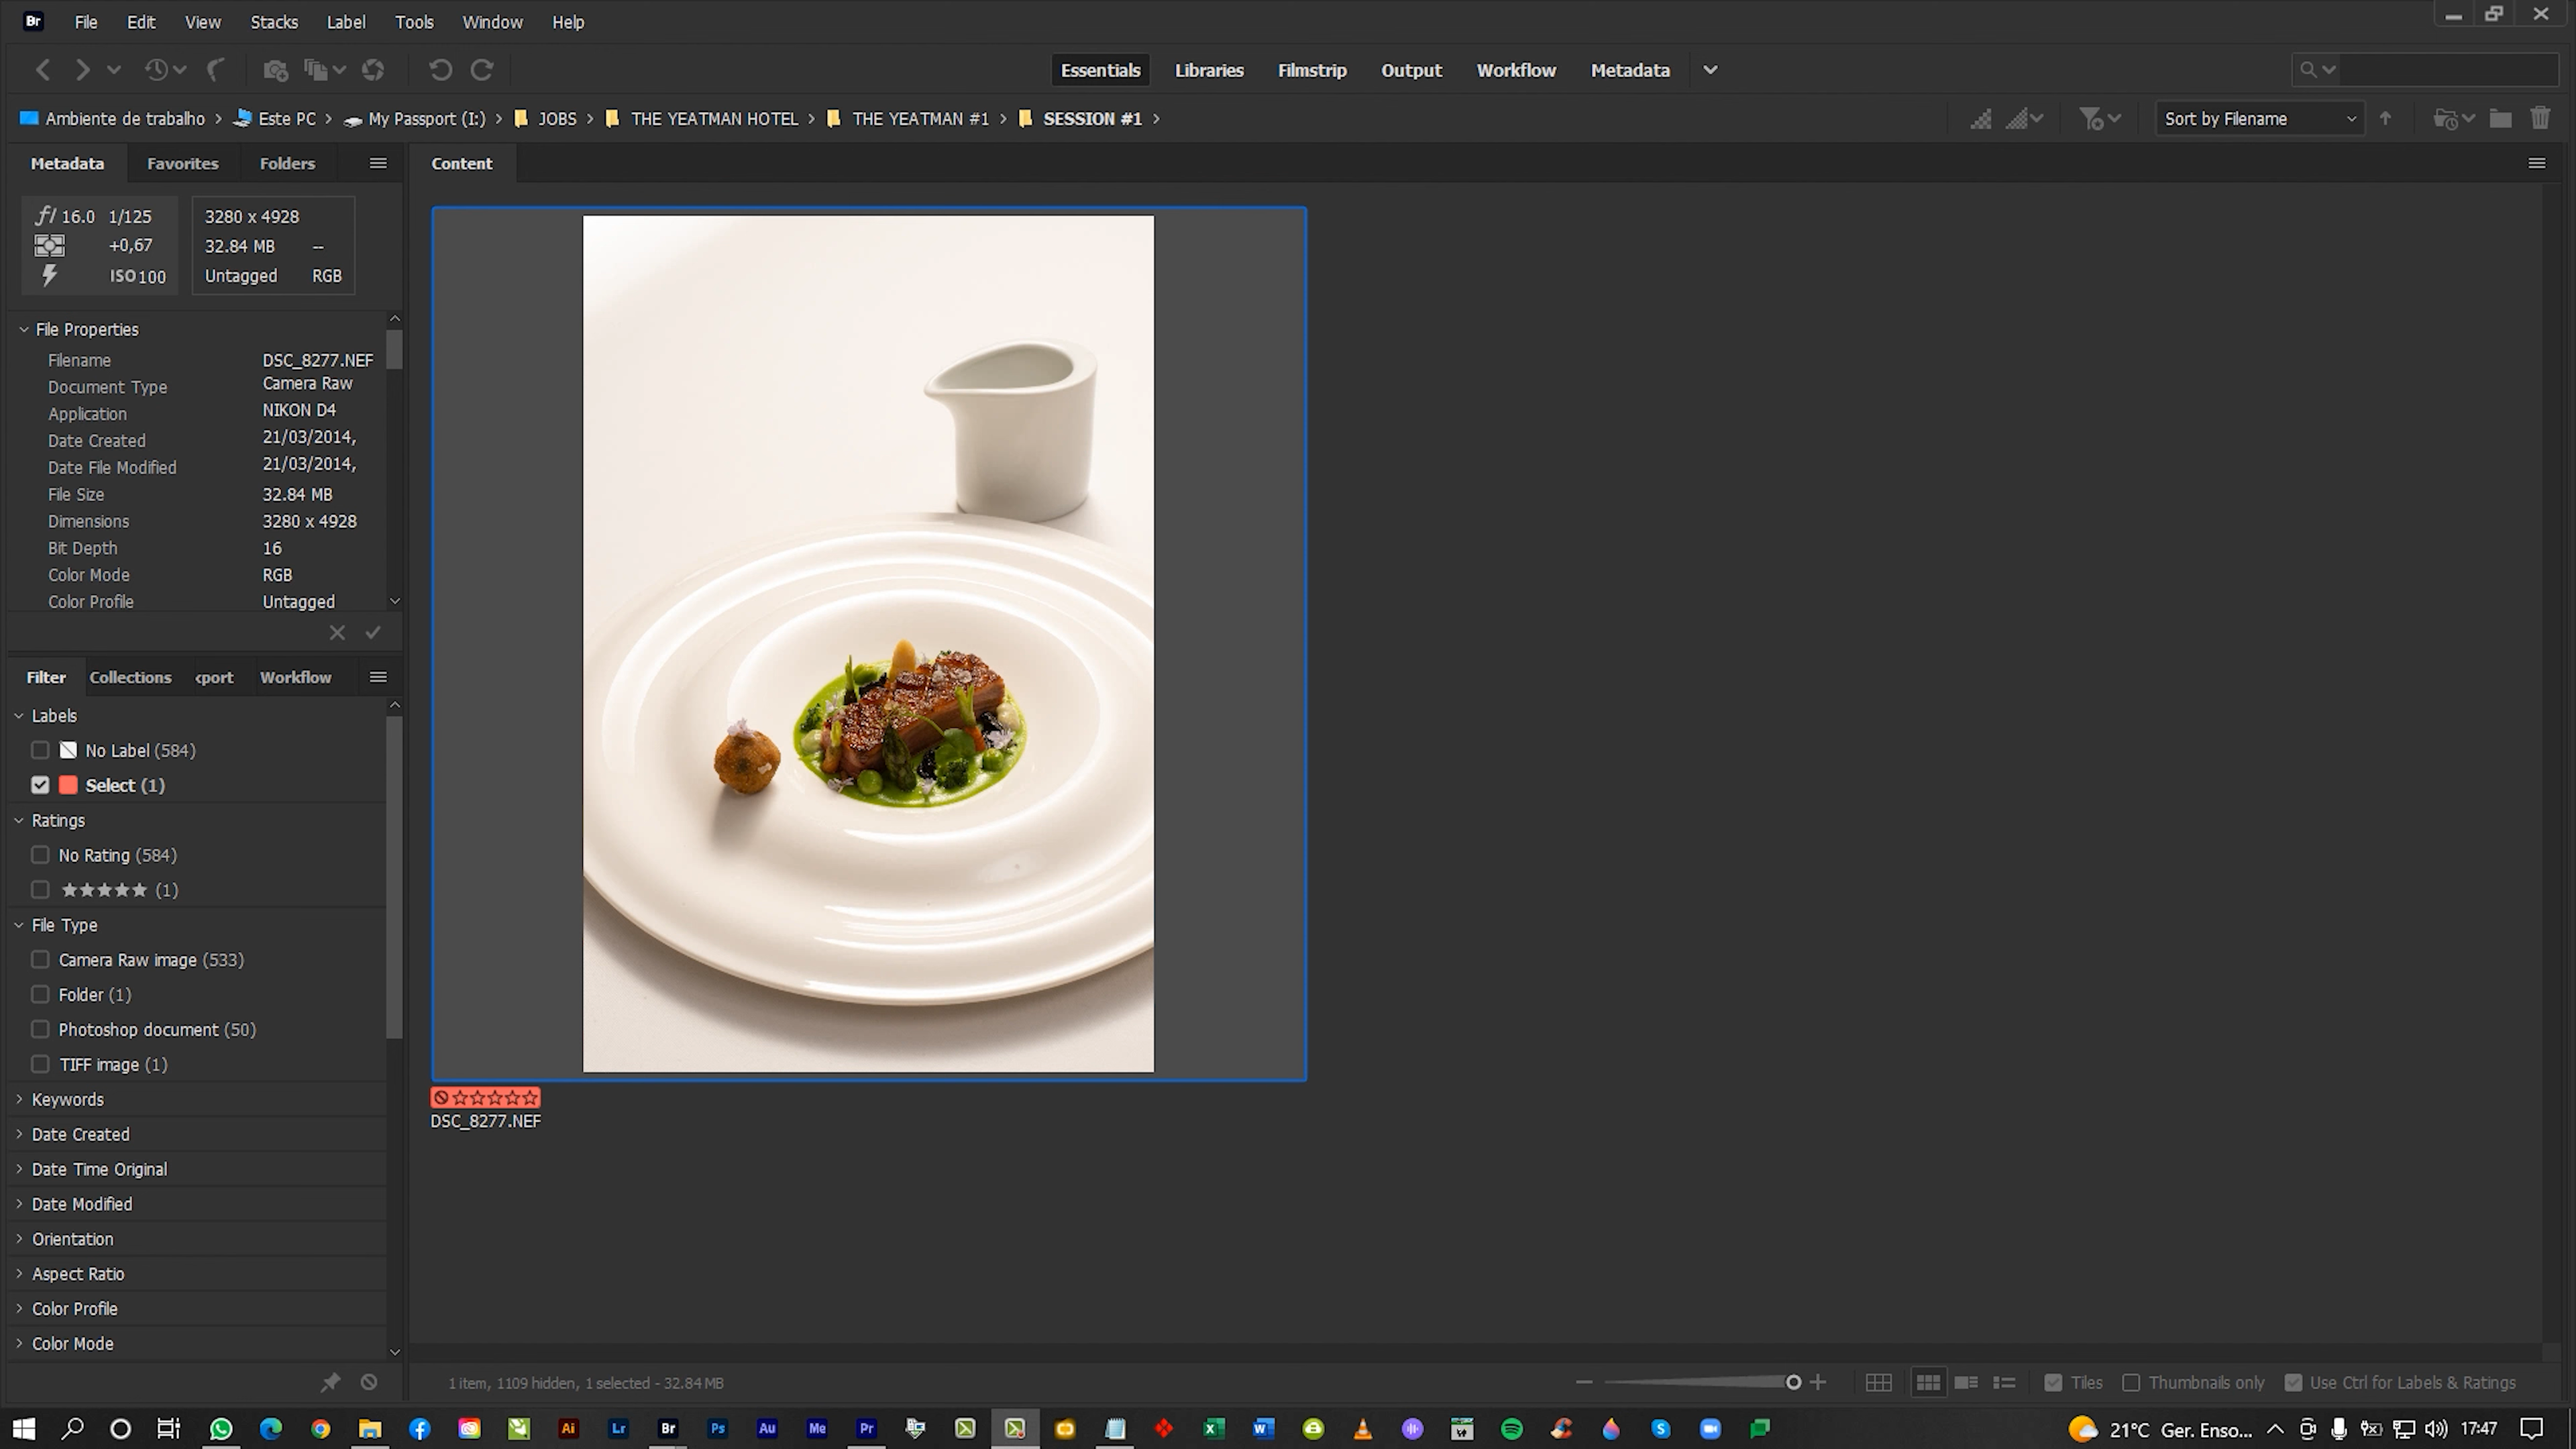 Br File Edit View Stacks Label Tools Window Help
Essentials Libraries Filmstrip Output Workflow Metadata
Ambiente de trabalho Este PC My Passport (I:) JOBS THE YEATMAN HOTEL THE YEATMAN #1 SESSION #1 Sort by Filename
Metadata Favorites Folders
Content
f/ 16.0 1/125
+0,67
ISO 100
3280 x 4928
32.84 MB --
Untagged RGB
File Properties
Filename DSC_8277.NEF
Document Type Camera Raw
Application NIKON D4
Date Created 21/03/2014,
Date File Modified 21/03/2014,
File Size 32.84 MB
Dimensions 3280 x 4928
Bit Depth 16
Color Mode RGB
Color Profile Untagged
Filter Collections xport Workflow
Labels
No Label (584)
Select (1)
Ratings
No Rating (584)
★★★★★ (1)
File Type
Camera Raw image (533)
Folder (1)
Photoshop document (50)
TIFF image (1)
Keywords
Date Created
Date Time Original
Date Modified
Orientation
Aspect Ratio
Color Profile
Color Mode
DSC_8277.NEF
1 item, 1109 hidden, 1 selected - 32.84 MB
Tiles Thumbnails only Use Ctrl for Labels & Ratings
Ai Lr Br Ps Au Me Pr
21°C Ger. Enso... 17:47